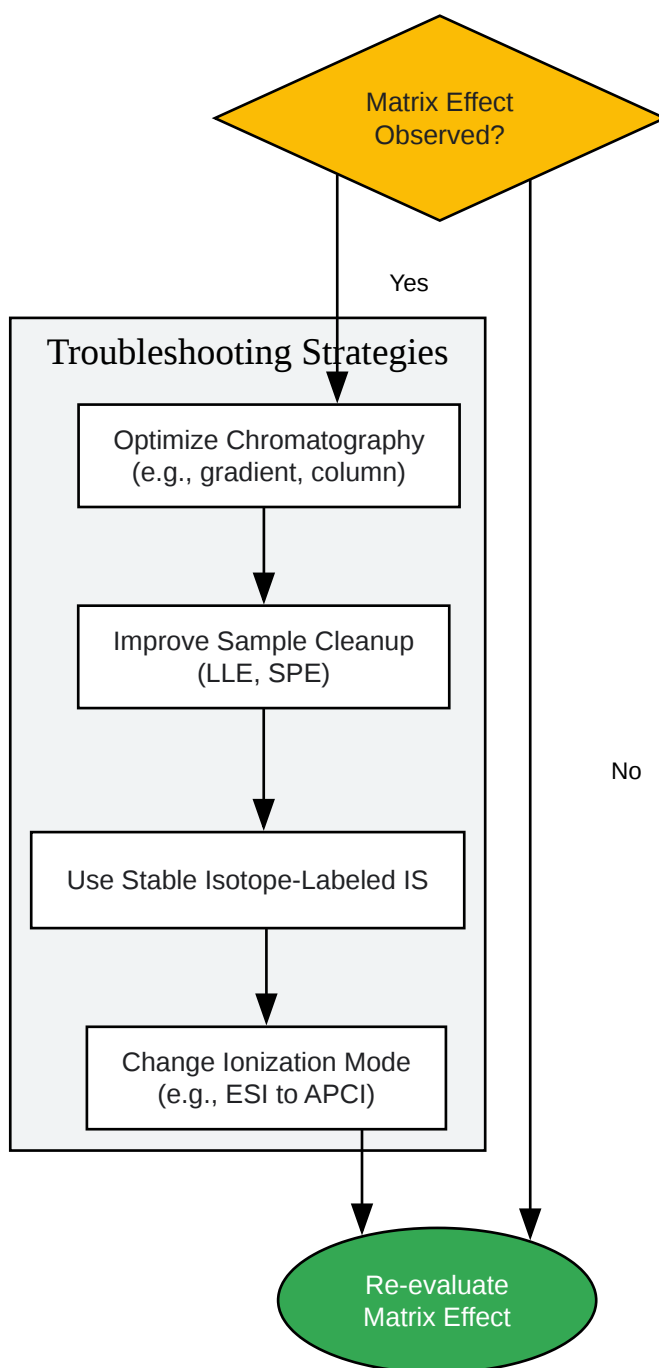 Matrix Effect
Observed?
Yes
Troubleshooting Strategies
Optimize Chromatography
(e.g., gradient, column)
Improve Sample Cleanup
(LLE, SPE)
No
Use Stable Isotope-Labeled IS
Change Ionization Mode
(e.g., ESI to APCI)
Re-evaluate
Matrix Effect